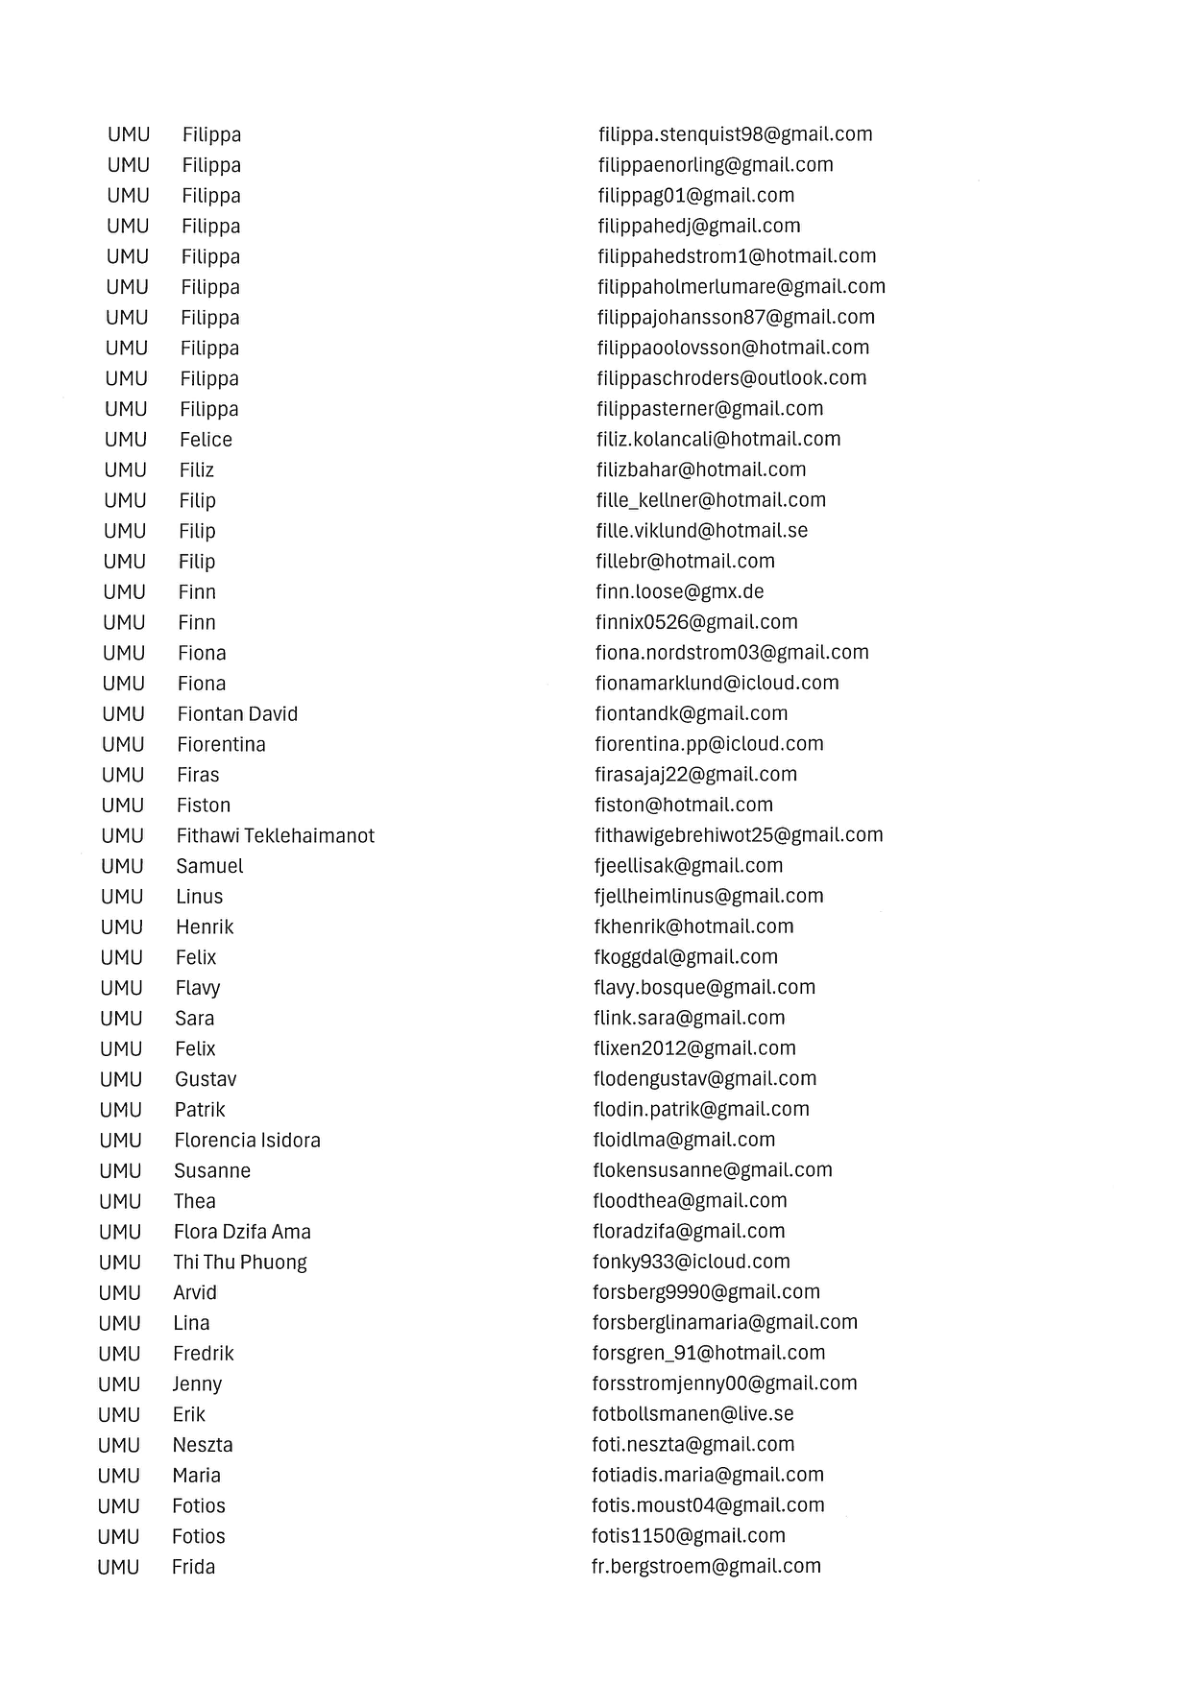 UMU Filippa filippa.stenquist98@gmail.com
UMU Filippa filippaenorling@gmail.com
UMU Filippa filippag01@gmail.com
UMU Filippa filippahedj@gmail.com
UMU Filippa filippahedstrom1@hotmail.com
UMU Filippa filippaholmerlumare@gmail.com
UMU Filippa filippajohansson87@gmail.com
UMU Filippa filippaoolovsson@hotmail.com
UMU Filippa filippaschroders@outlook.com
UMU Filippa filippasterner@gmail.com
UMU Felice filiz.kolancali@hotmail.com
UMU Filiz filizbahar@hotmail.com
UMU Filip fille_kellner@hotmail.com
UMU Filip fille.viklund@hotmail.se
UMU Filip fillebr@hotmail.com
UMU Finn finn.loose@gmx.de
UMU Finn finnix0526@gmail.com
UMU Fiona fiona.nordstrom03@gmail.com
UMU Fiona fionamarklund@icloud.com
UMU Fiontan David fiontandk@gmail.com
UMU Fiorentina fiorentina.pp@icloud.com
UMU Firas firasajaj22@gmail.com
UMU Fiston fiston@hotmail.com
UMU Fithawi Teklehaimanot fithawigebrehiwot25@gmail.com
UMU Samuel fjeellisak@gmail.com
UMU Linus fjellheimlinus@gmail.com
UMU Henrik fkhenrik@hotmail.com
UMU Felix fkoggdal@gmail.com
UMU Flavy flavy.bosque@gmail.com
UMU Sara flink.sara@gmail.com
UMU Felix flixen2012@gmail.com
UMU Gustav flodengustav@gmail.com
UMU Patrik flodin.patrik@gmail.com
UMU Florencia Isidora floidlma@gmail.com
UMU Susanne flokensusanne@gmail.com
UMU Thea floodthea@gmail.com
UMU Flora Dzifa Ama floradzifa@gmail.com
UMU Thi Thu Phuong fonky933@icloud.com
UMU Arvid forsberg9990@gmail.com
UMU Lina forsberglinamaria@gmail.com
UMU Fredrik forsgren_91@hotmail.com
UMU Jenny forsstromjenny00@gmail.com
UMU Erik fotbollsmanen@live.se
UMU Neszta foti.neszta@gmail.com
UMU Maria fotiadis.maria@gmail.com
UMU Fotios fotis.moust04@gmail.com
UMU Fotios fotis1150@gmail.com
UMU Frida fr.bergstroem@gmail.com